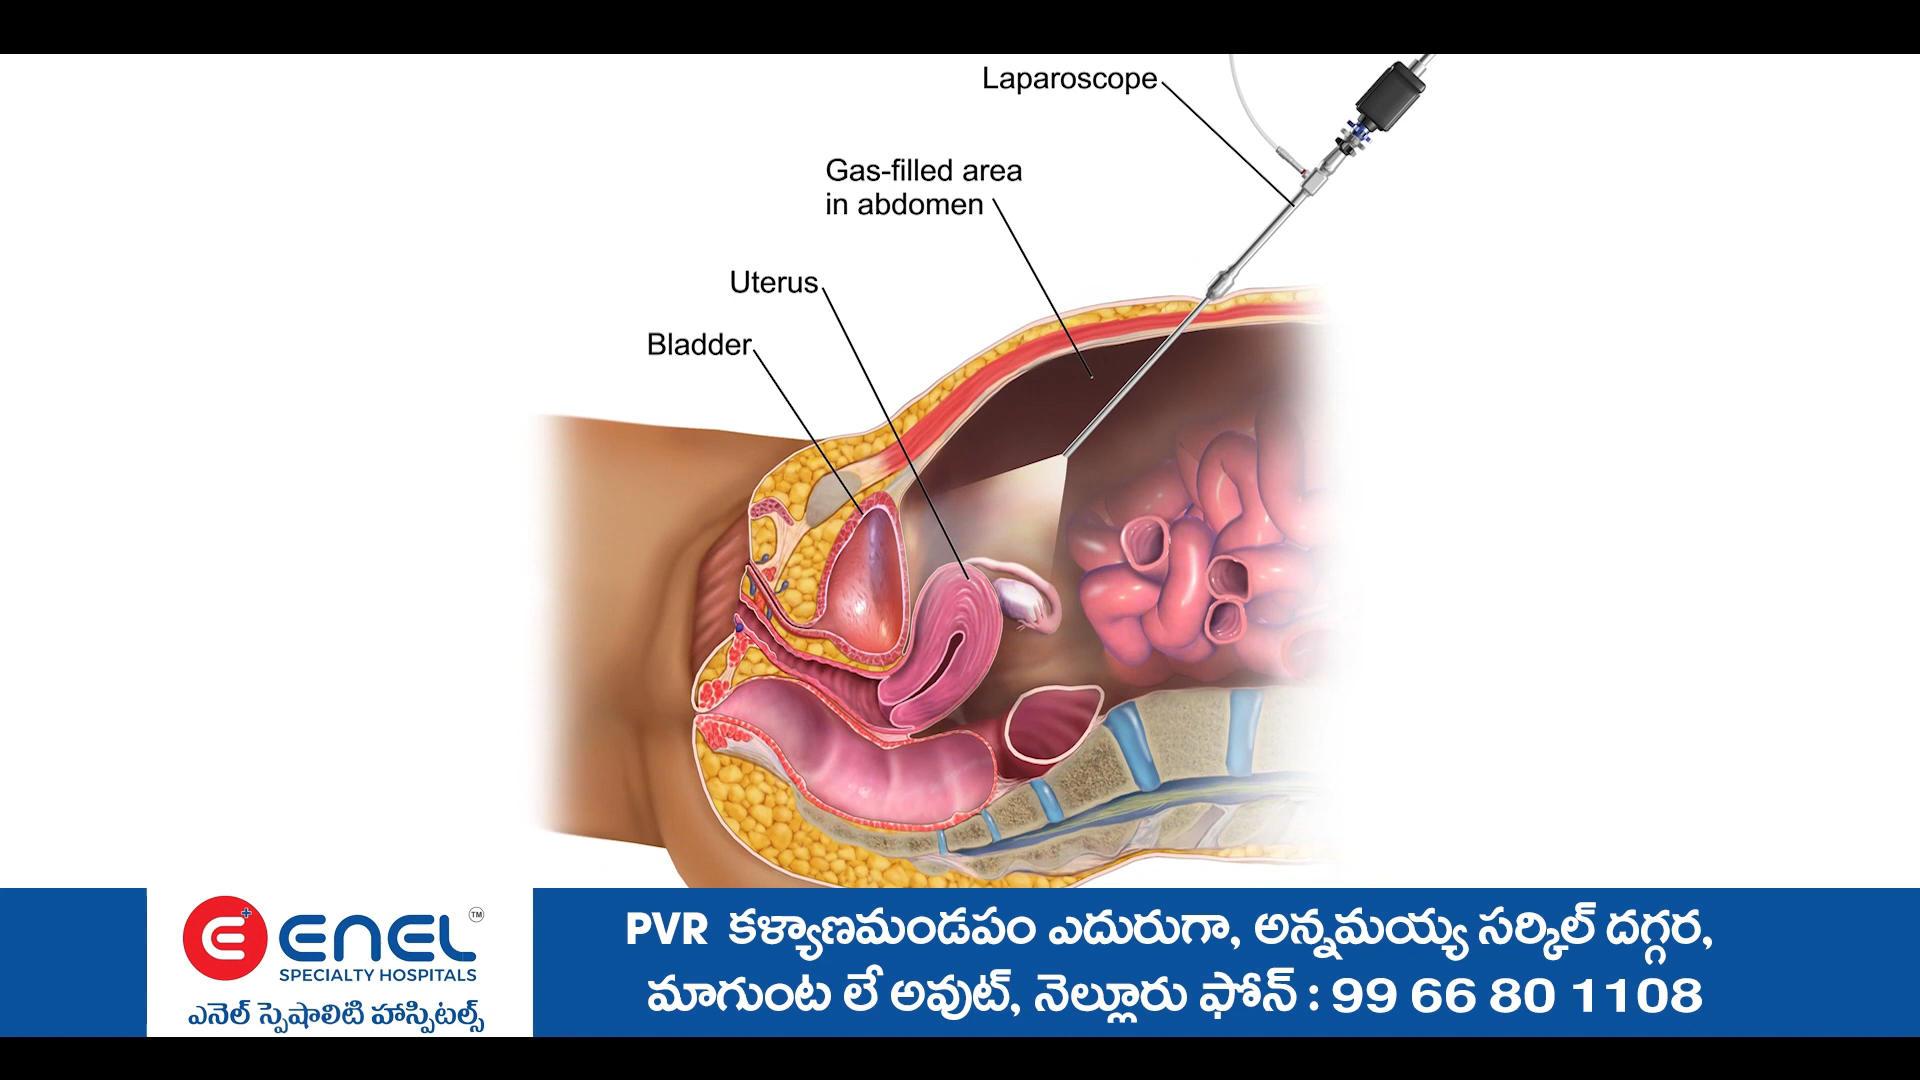 Laparoscope
Gas-filled area
in abdomen
Uterus
Bladder
ENEL TM
SPECIALTY HOSPITALS
ఎనెల్ స్పెషాలిటి హాస్పిటల్స్
PVR కళ్యాణమండపం ఎదురుగా, అన్నమయ్య సర్కిల్ దగ్గర,
మాగుంట లే అవుట్, నెల్లూరు ఫోన్ : 99 66 80 1108